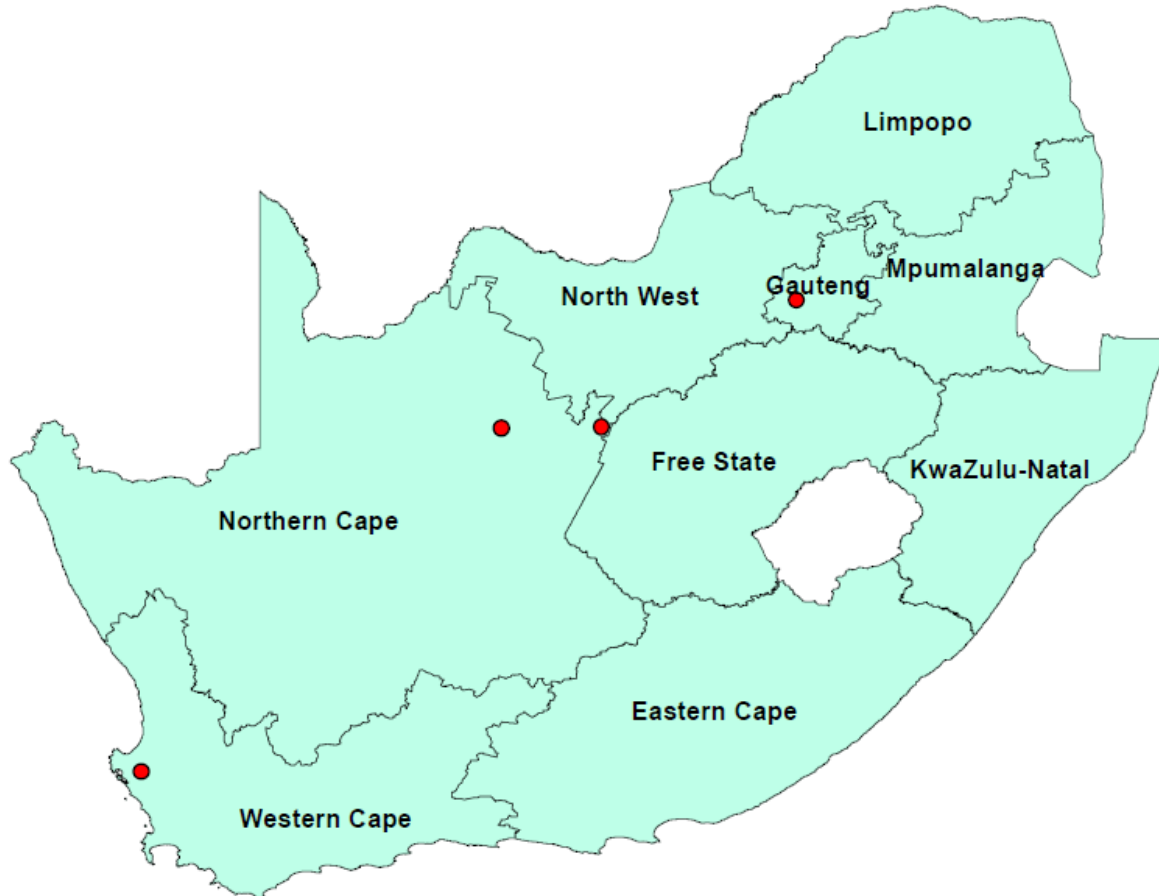 Limpopo
Mpumalanga
Gauteng
North West
Free State
KwaZulu-Natal
Northern Cape
Eastern Cape
Western Cape